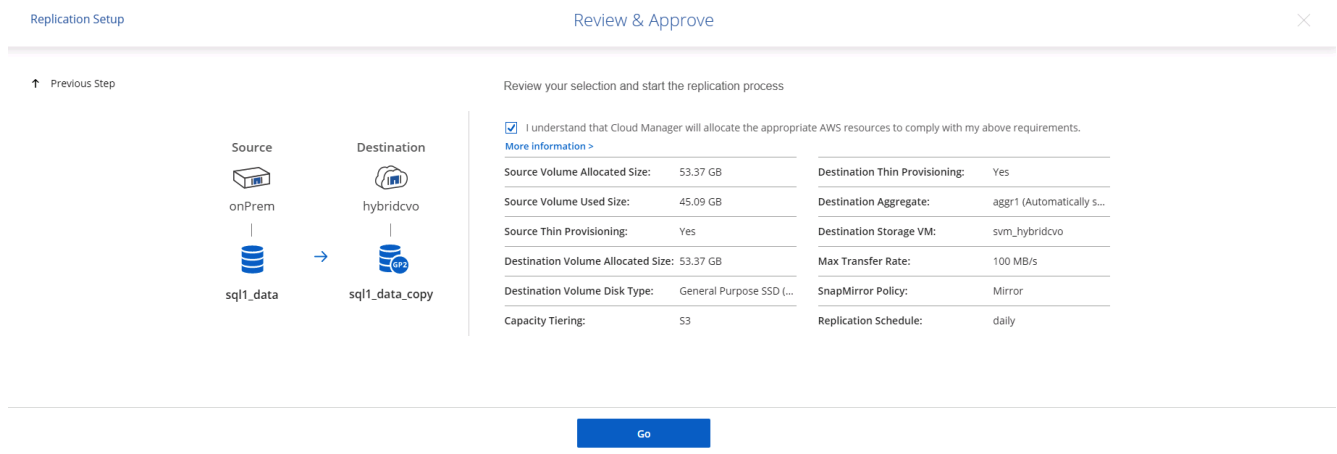 Replication Setup
Review & Approve
Previous Step
Review your selection and start the replication process
I understand that Cloud Manager will allocate the appropriate AWS resources to comply with my above requirements.
More information >
Source
Destination
onPrem
hybridcvo
GP2
sql1_data
sql1_data_copy
Source Volume Allocated Size: 53.37 GB
Source Volume Used Size: 45.09 GB
Source Thin Provisioning: Yes
Destination Volume Allocated Size: 53.37 GB
Destination Volume Disk Type: General Purpose SSD (...
Capacity Tiering: S3
Destination Thin Provisioning: Yes
Destination Aggregate: aggr1 (Automatically s...
Destination Storage VM: svm_hybridcvo
Max Transfer Rate: 100 MB/s
SnapMirror Policy: Mirror
Replication Schedule: daily
Go